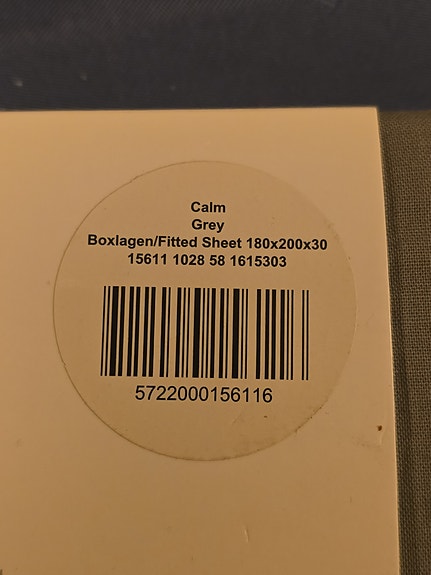 Calm
Grey
Boxlagen/Fitted Sheet 180x200x30
15611 1028 58 1615303
5722000156116